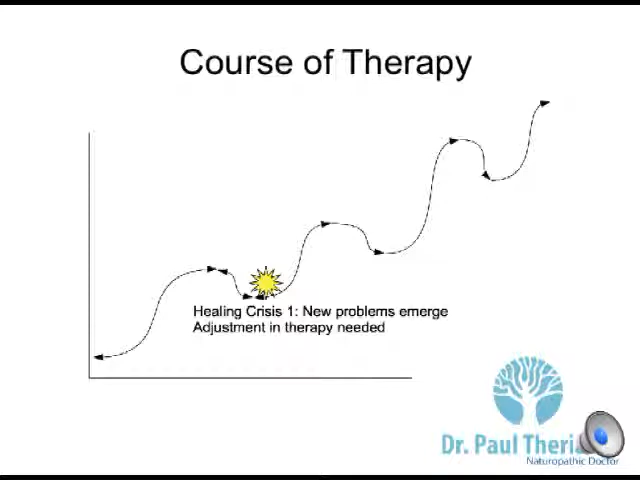 Course of Therapy
Healing Crisis 1: New problems emerge
Adjustment in therapy needed
Dr. Paul
Naturopathic Doctor